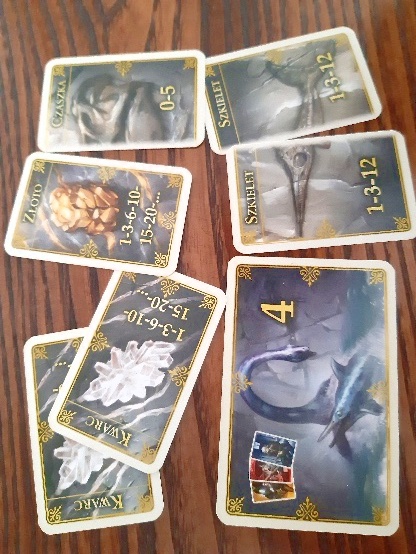 CZASZKA
0-5
SZKIELET
1-3-12
ZŁOTO
1-3-6-10-
15-20-...
SZKIELET
1-3-12
KWARC
1-3-6-10-
15-20-...
KWARC
4